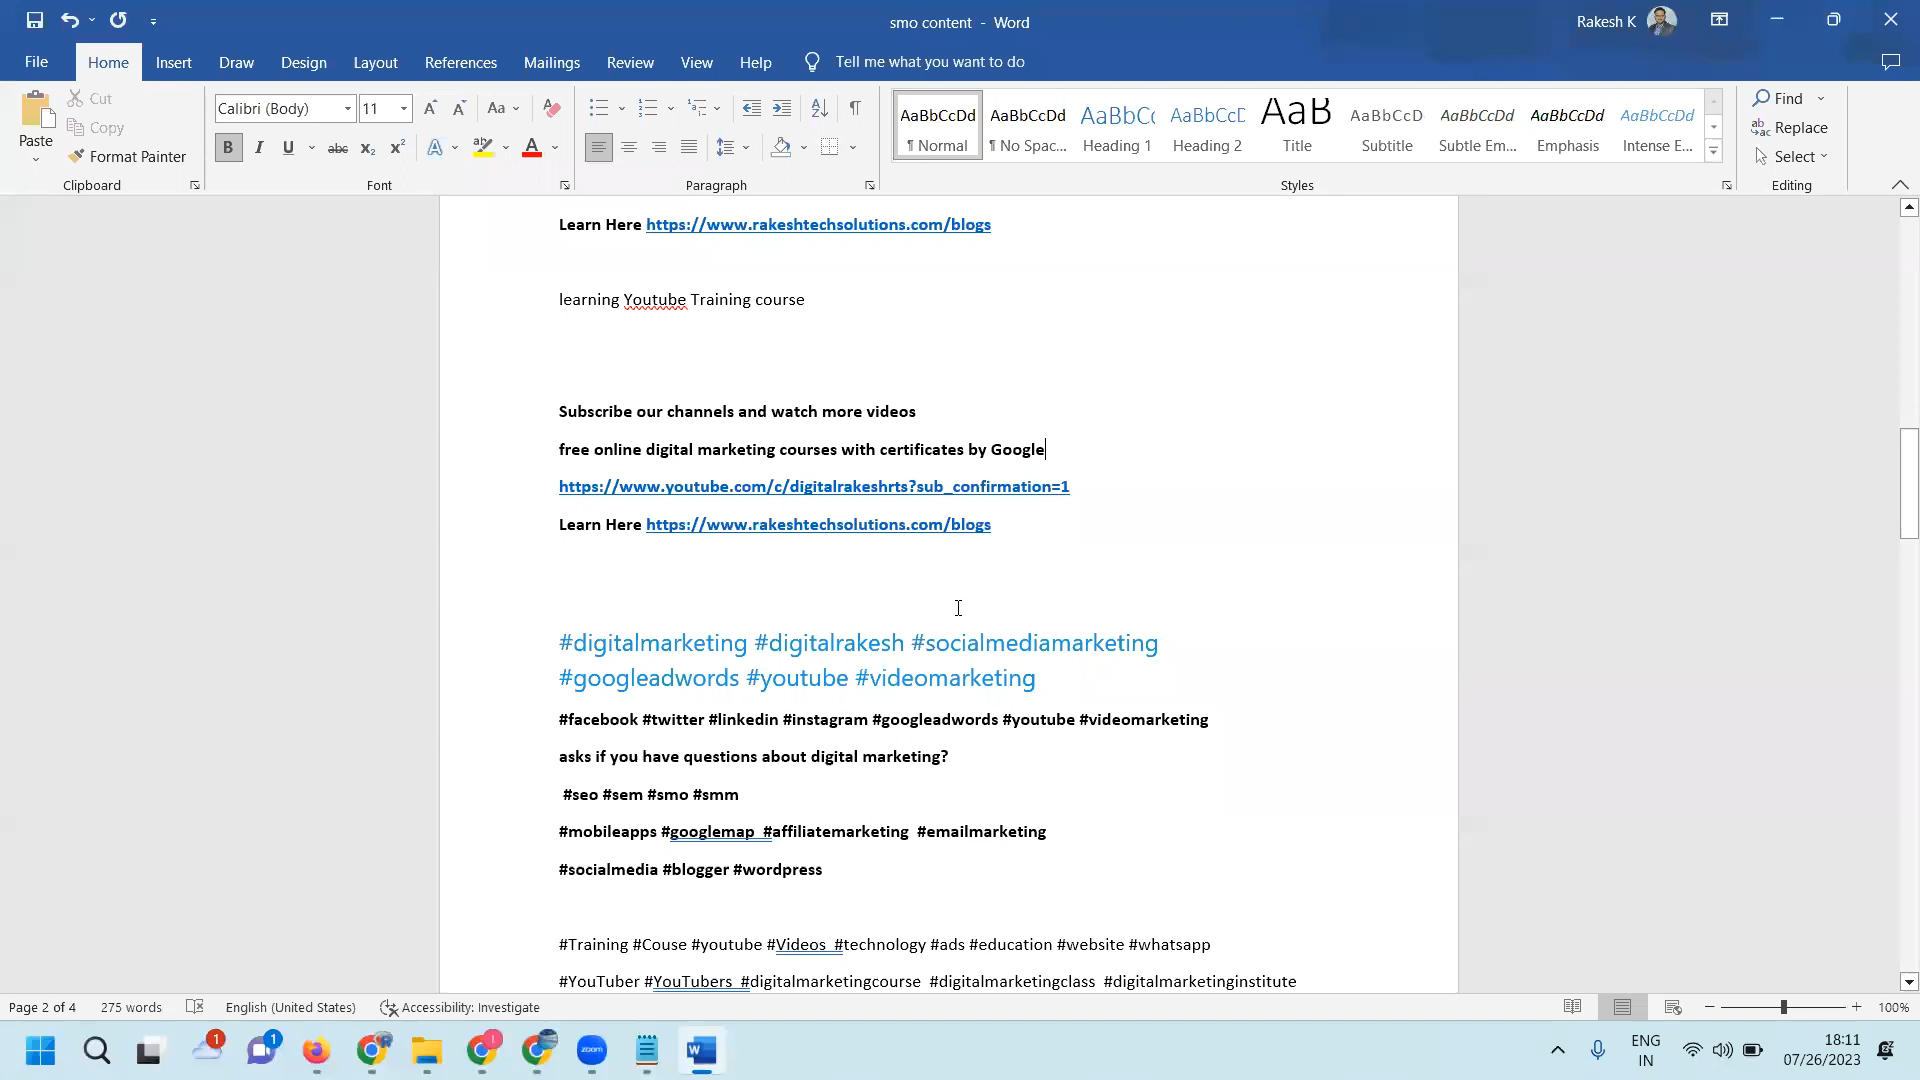 smo content - Word
Rakesh K
File Home Insert Draw Design Layout References Mailings Review View Help Tell me what you want to do
Paste
Cut
Copy
Format Painter
Clipboard
Calibri (Body) 11
Font
Paragraph
AaBbCcDd AaBbCcDd AaBbCc AaBbCcD AaB AaBbCcD AaBbCcDd AaBbCcDd AaBbCcDd
¶ Normal ¶ No Spac... Heading 1 Heading 2 Title Subtitle Subtle Em... Emphasis Intense E...
Styles
Find
Replace
Select
Editing
Learn Here https://www.rakeshtechsolutions.com/blogs
learning Youtube Training course
Subscribe our channels and watch more videos
free online digital marketing courses with certificates by Google
https://www.youtube.com/c/digitalrakeshrts?sub_confirmation=1
Learn Here https://www.rakeshtechsolutions.com/blogs
#digitalmarketing #digitalrakesh #socialmediamarketing
#googleadwords #youtube #videomarketing
#facebook #twitter #linkedin #instagram #googleadwords #youtube #videomarketing
asks if you have questions about digital marketing?
#seo #sem #smo #smm
#mobileapps #googlemap #affiliatemarketing #emailmarketing
#socialmedia #blogger #wordpress
#Training #Couse #youtube #Videos #technology #ads #education #website #whatsapp
#YouTuber #YouTubers #digitalmarketingcourse #digitalmarketingclass #digitalmarketinginstitute
Page 2 of 4 275 words English (United States) Accessibility: Investigate 100%
1 1 zoom
ENG
IN
18:11
07/26/2023